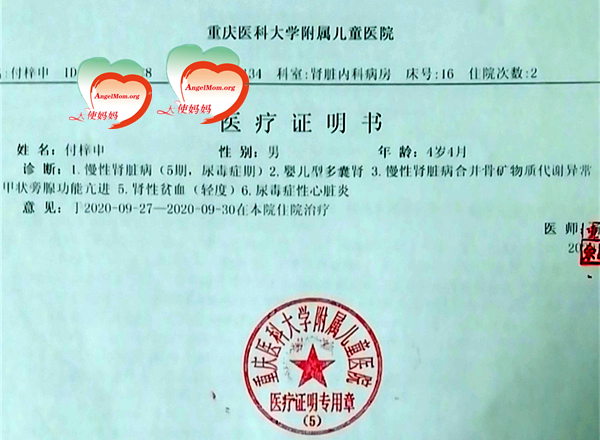 重庆医科大学附属儿童医院
:付梓申 ID 8 134 科室:肾脏内科病房 床号:16 住院次数:2
AngelMom.org
天使妈妈
AngelMom.org
天使妈妈
医疗证明书
姓 名:付梓申 性 别:男 年 龄:4岁4月
诊 断:1.慢性肾脏病(5期,尿毒症期)2.婴儿型多囊肾 3.慢性肾脏病合并骨矿物质代谢异常
甲状旁腺功能亢进 5.肾性贫血(轻度)6.尿毒症性心脏炎
意 见:于2020-09-27—2020-09-30在本院住院治疗
医 师:
20
重庆医科大学附属儿童医院
医疗证明专用章
(5)